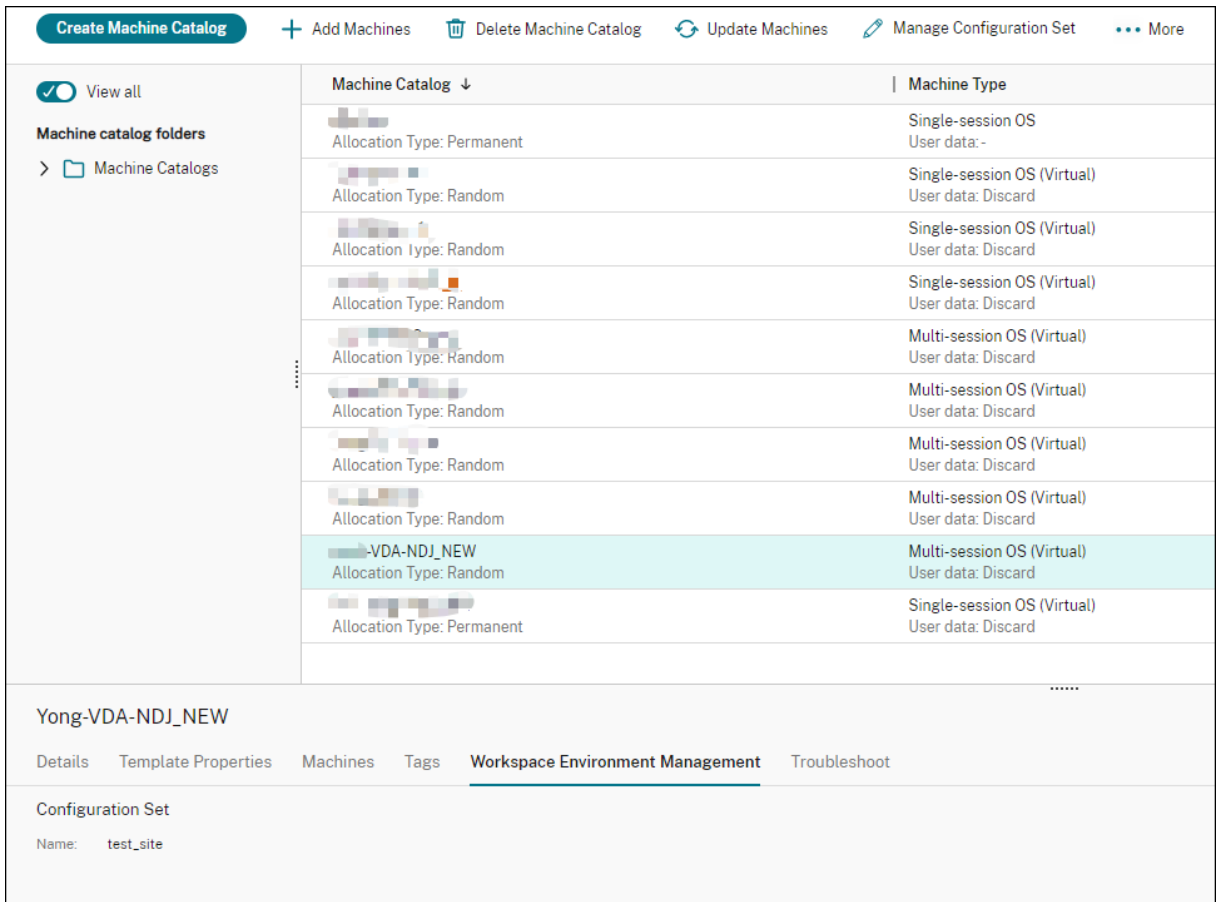 Create Machine Catalog Add Machines Delete Machine Catalog Update Machines Manage Configuration Set More
View all
Machine catalog folders
Machine Catalogs
Machine Catalog ↓ Machine Type
Single-session OS
Allocation Type: Permanent User data: -
Single-session OS (Virtual)
Allocation Type: Random User data: Discard
Single-session OS (Virtual)
Allocation Type: Random User data: Discard
Single-session OS (Virtual)
Allocation Type: Random User data: Discard
Multi-session OS (Virtual)
Allocation Type: Random User data: Discard
Multi-session OS (Virtual)
Allocation Type: Random User data: Discard
Multi-session OS (Virtual)
Allocation Type: Random User data: Discard
Multi-session OS (Virtual)
Allocation Type: Random User data: Discard
-VDA-NDJ_NEW Multi-session OS (Virtual)
Allocation Type: Random User data: Discard
Single-session OS (Virtual)
Allocation Type: Permanent User data: Discard
Yong-VDA-NDJ_NEW
Details Template Properties Machines Tags Workspace Environment Management Troubleshoot
Configuration Set
Name: test_site